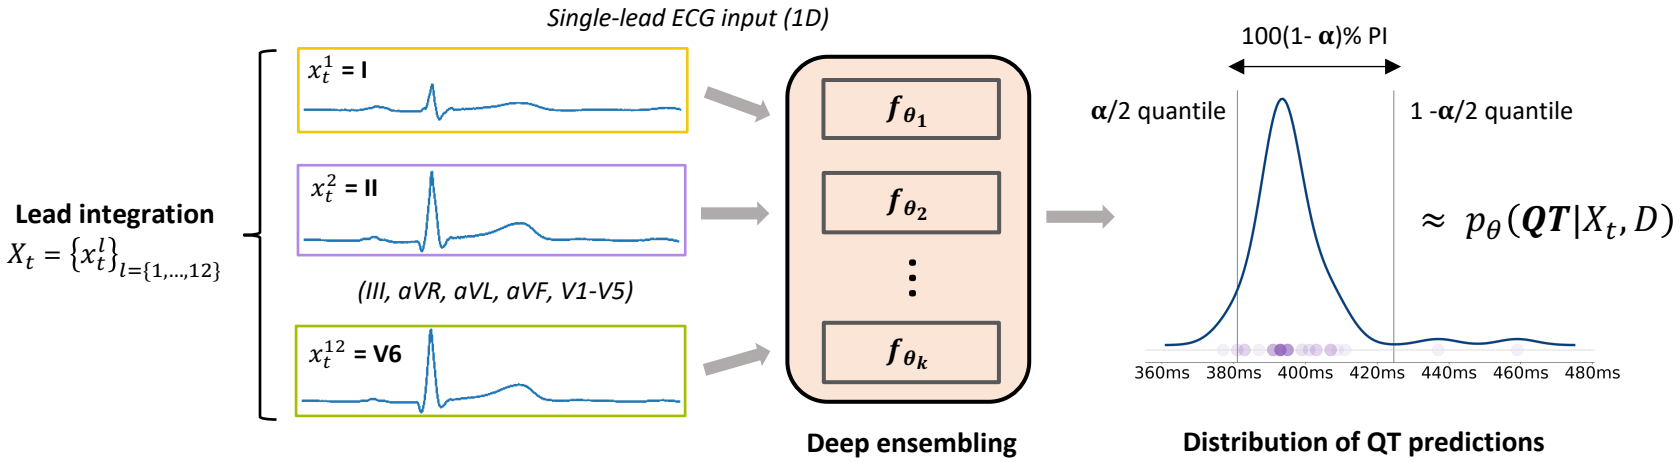 Single-lead ECG input (1D)
Lead integration
X_t = {x_t^l}_{l={1,...,12}}
x_t^1 = I
x_t^2 = II
(III, aVR, aVL, aVF, V1-V5)
x_t^12 = V6
f_θ₁
f_θ₂
⋮
f_θₖ
Deep ensembling
100(1- α)% PI
α/2 quantile
1 -α/2 quantile
≈ p_θ(QT|X_t, D)
360ms 380ms 400ms 420ms 440ms 460ms 480ms
Distribution of QT predictions